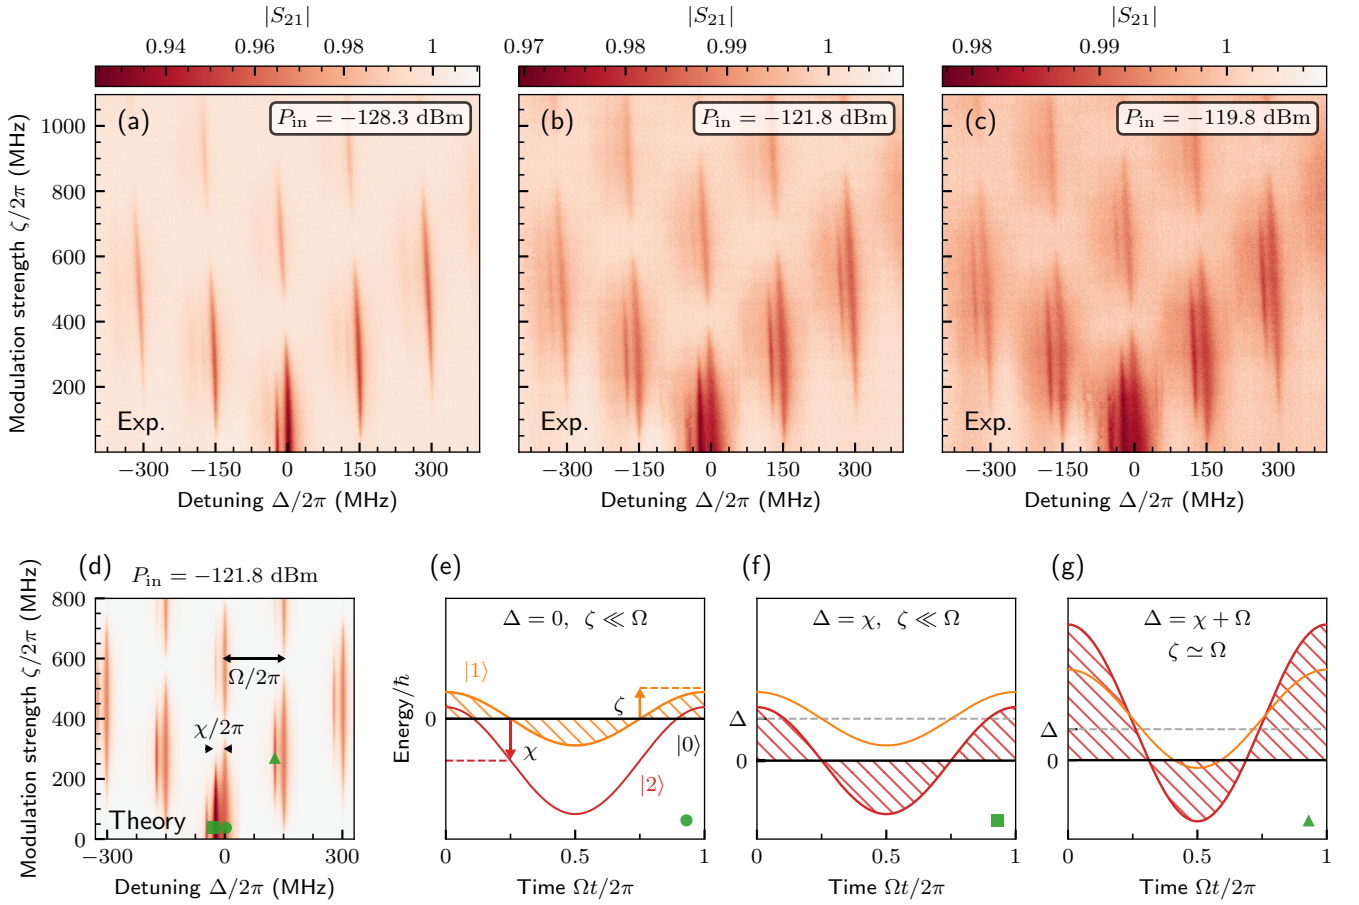 |S₂₁| |S₂₁| |S₂₁|
0.94 0.96 0.98 1 0.97 0.98 0.99 1 0.98 0.99 1
(a) P_in = −128.3 dBm (b) P_in = −121.8 dBm (c) P_in = −119.8 dBm
Modulation strength ζ/2π (MHz)
1000
800
600
400
200
Exp. Exp. Exp.
−300 −150 0 150 300 −300 −150 0 150 300 −300 −150 0 150 300
Detuning Δ/2π (MHz) Detuning Δ/2π (MHz) Detuning Δ/2π (MHz)
(d) P_in = −121.8 dBm
Modulation strength ζ/2π (MHz)
800
600
400
200
0
Ω/2π
χ/2π
Theory
−300 0 300
Detuning Δ/2π (MHz)
(e)
Δ = 0, ζ ≪ Ω
Energy/ħ
0
|1⟩
ζ
χ
|0⟩
|2⟩
0 0.5 1
Time Ωt/2π
(f)
Δ = χ, ζ ≪ Ω
Δ
0
0 0.5 1
Time Ωt/2π
(g)
Δ = χ + Ω
ζ ≃ Ω
Δ
0
0 0.5 1
Time Ωt/2π